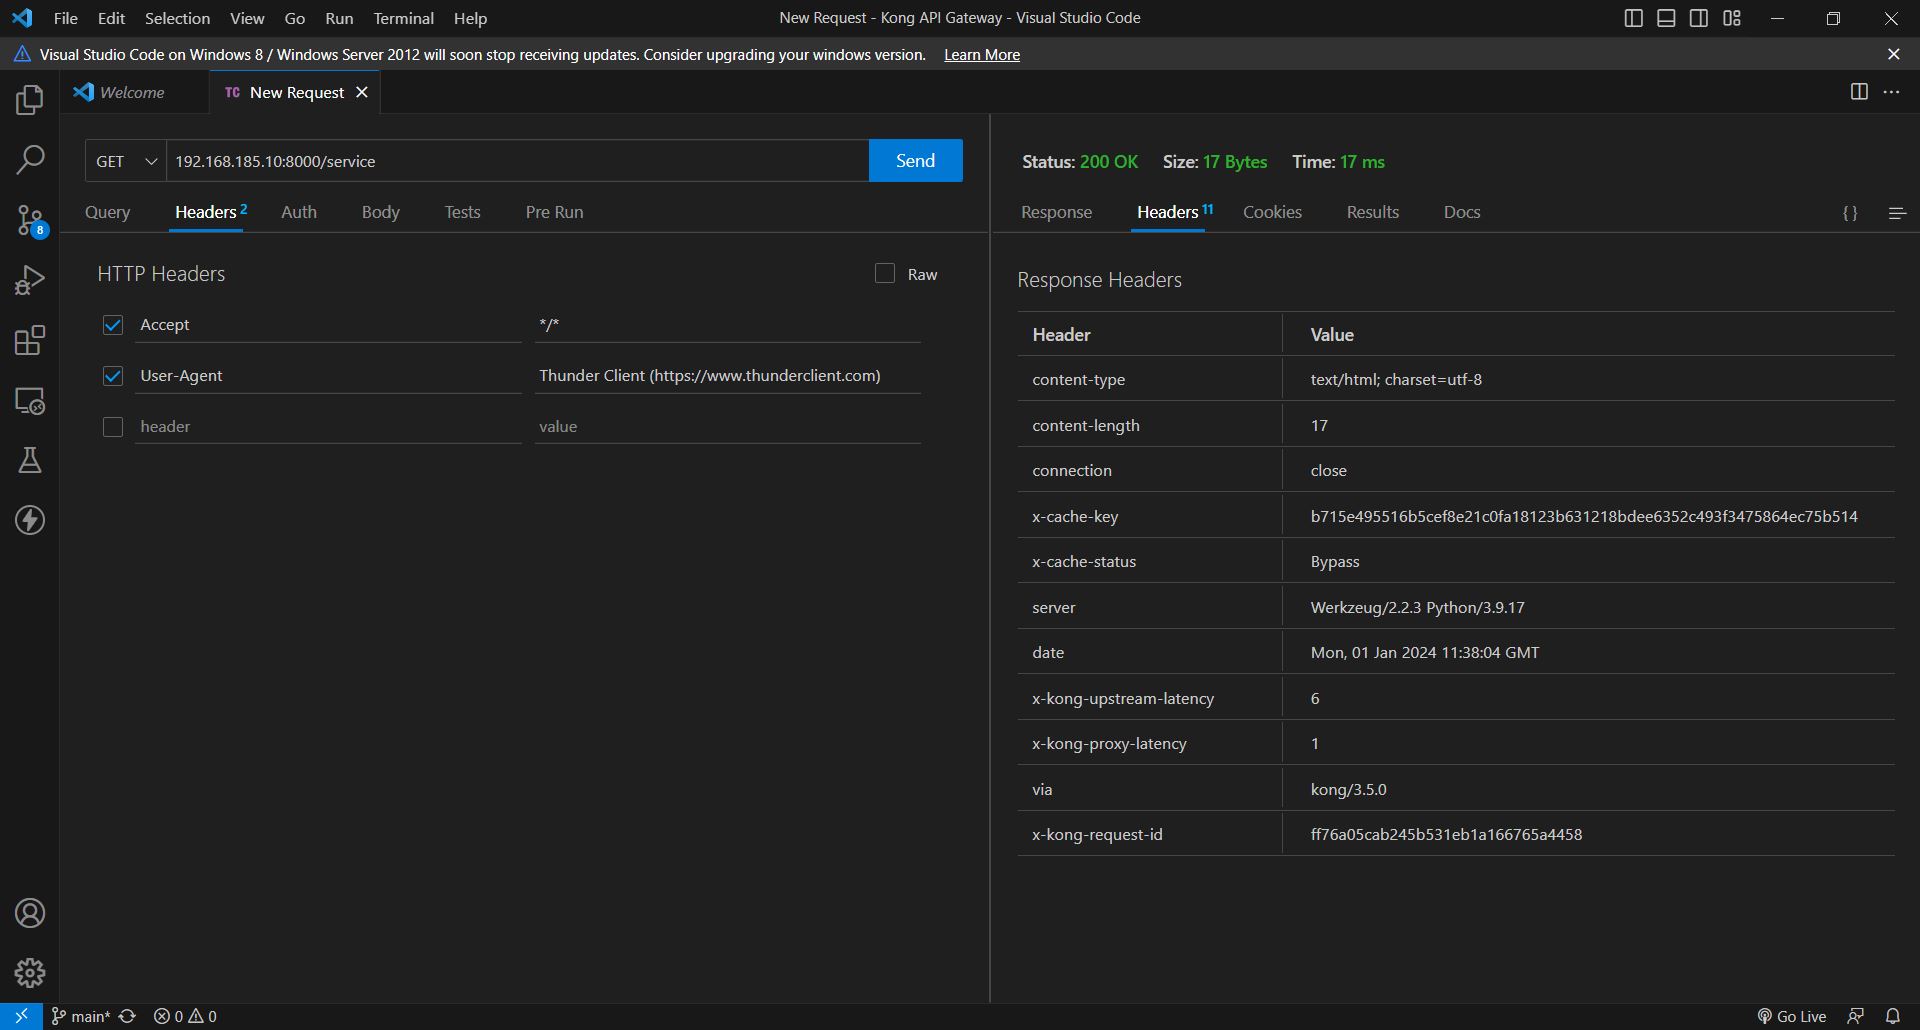 File Edit Selection View Go Run Terminal Help New Request - Kong API Gateway - Visual Studio Code
Visual Studio Code on Windows 8 / Windows Server 2012 will soon stop receiving updates. Consider upgrading your windows version. Learn More
Welcome TC New Request
GET 192.168.185.10:8000/service Send
Query Headers 2 Auth Body Tests Pre Run
HTTP Headers Raw
Accept */*
User-Agent Thunder Client (https://www.thunderclient.com)
header value
Status: 200 OK Size: 17 Bytes Time: 17 ms
Response Headers 11 Cookies Results Docs { }
Response Headers
Header Value
content-type text/html; charset=utf-8
content-length 17
connection close
x-cache-key b715e495516b5cef8e21c0fa18123b631218bdee6352c493f3475864ec75b514
x-cache-status Bypass
server Werkzeug/2.2.3 Python/3.9.17
date Mon, 01 Jan 2024 11:38:04 GMT
x-kong-upstream-latency 6
x-kong-proxy-latency 1
via kong/3.5.0
x-kong-request-id ff76a05cab245b531eb1a166765a4458
8
main* 0 0 Go Live